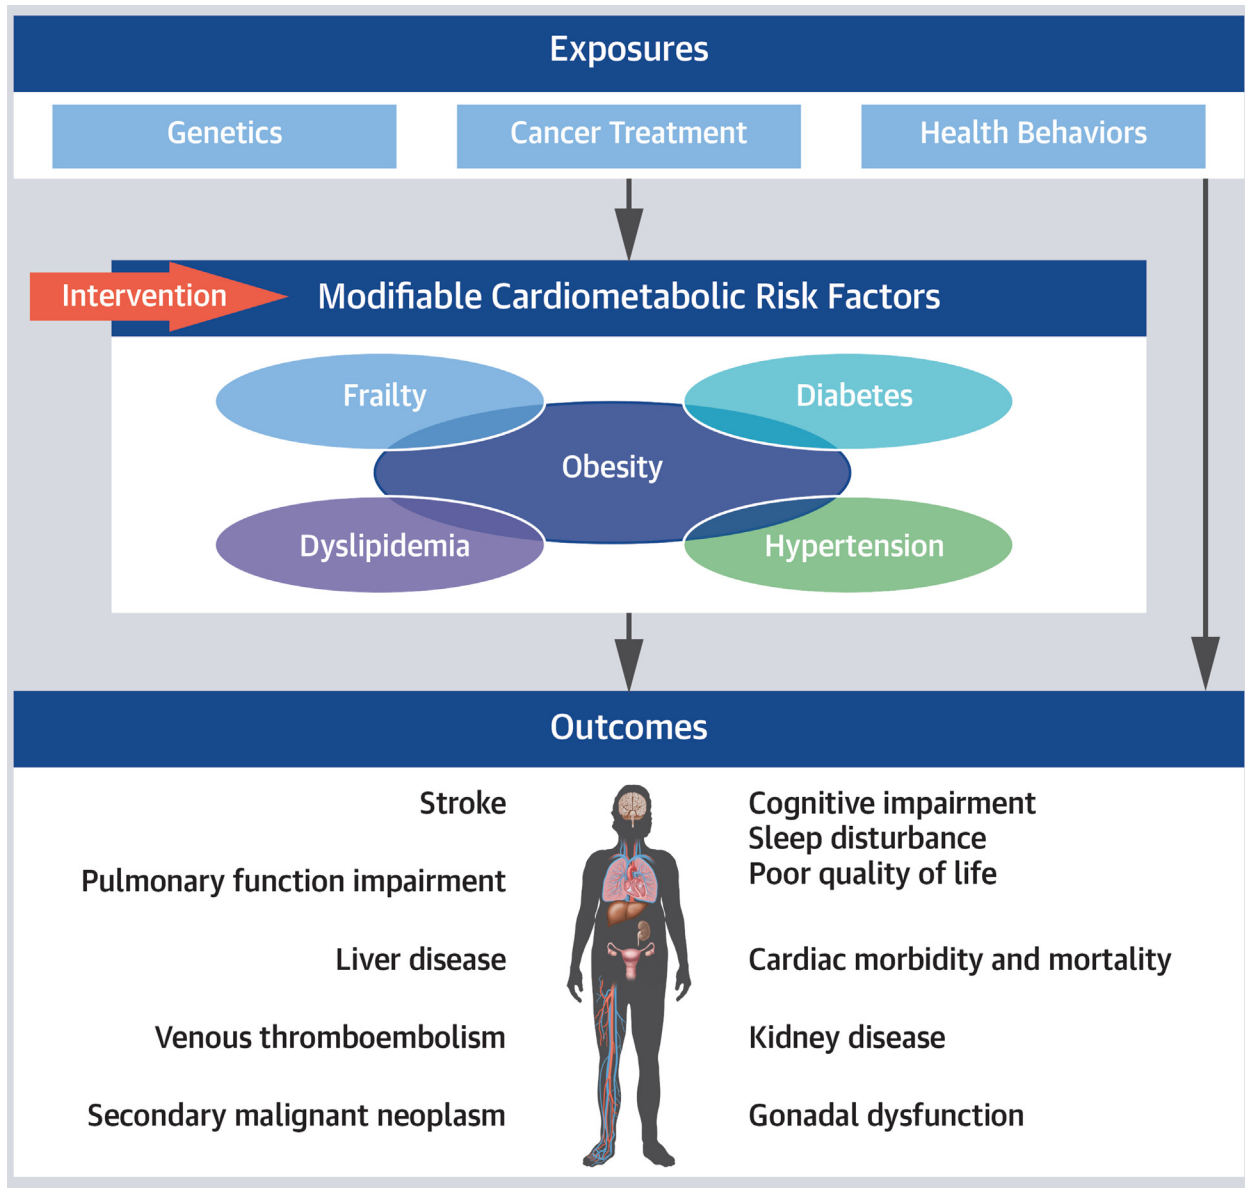 Exposures
Genetics
Cancer Treatment
Health Behaviors
Intervention
Modifiable Cardiometabolic Risk Factors
Frailty
Diabetes
Obesity
Dyslipidemia
Hypertension
Outcomes
Stroke
Pulmonary function impairment
Liver disease
Venous thromboembolism
Secondary malignant neoplasm
Cognitive impairment
Sleep disturbance
Poor quality of life
Cardiac morbidity and mortality
Kidney disease
Gonadal dysfunction